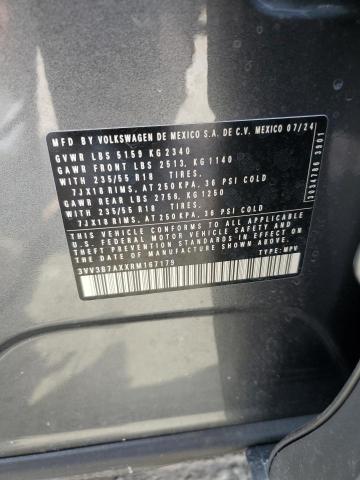 MFD BY VOLKSWAGEN DE MEXICO S.A. DE C.V. MEXICO 07/24
GVWR LBS 5159 KG 2340
GAWR FRONT LBS 2513, KG 1140
WITH 235/55 R18 TIRES.
7JX18 RIMS, AT 250 KPA, 36 PSI COLD
GAWR REAR LBS 2756, KG 1250
WITH 235/55 R18 TIRES.
7JX18 RIMS, AT 250 KPA, 36 PSI COLD
THIS VEHICLE CONFORMS TO ALL APPLICABLE
U.S. FEDERAL MOTOR VEHICLE SAFETY AND
THEFT PREVENTION STANDARDS IN EFFECT ON
THE DATE OF MANUFACTURE SHOWN ABOVE.
TYPE-MPV
3VV3B7AXXRM167179